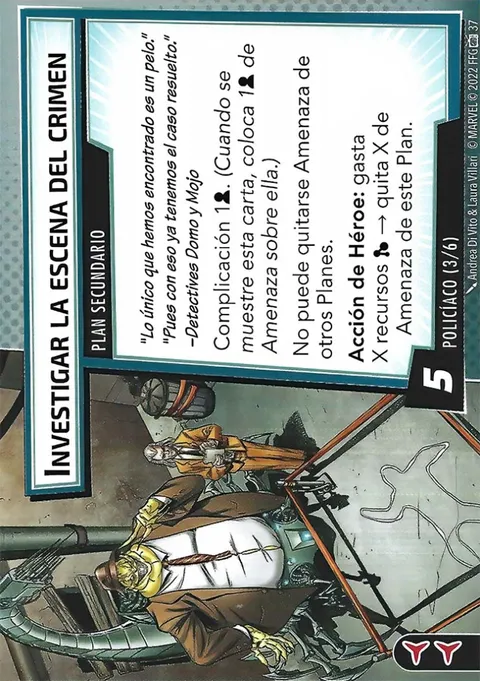 INVESTIGAR LA ESCENA DEL CRIMEN
PLAN SECUNDARIO
"Lo único que hemos encontrado es un pelo."
"Pues con eso ya tenemos el caso resuelto."
–Detectives Domo y Mojo
Complicación 1. (Cuando se
muestre esta carta, coloca 1 de
Amenaza sobre ella.)
No puede quitarse Amenaza de
otros Planes.
Acción de Héroe: gasta
X recursos → quita X de
Amenaza de este Plan.
5
POLICÍACO (3/6)
Andrea Di Vito & Laura Villari © MARVEL © 2022 FFG 37